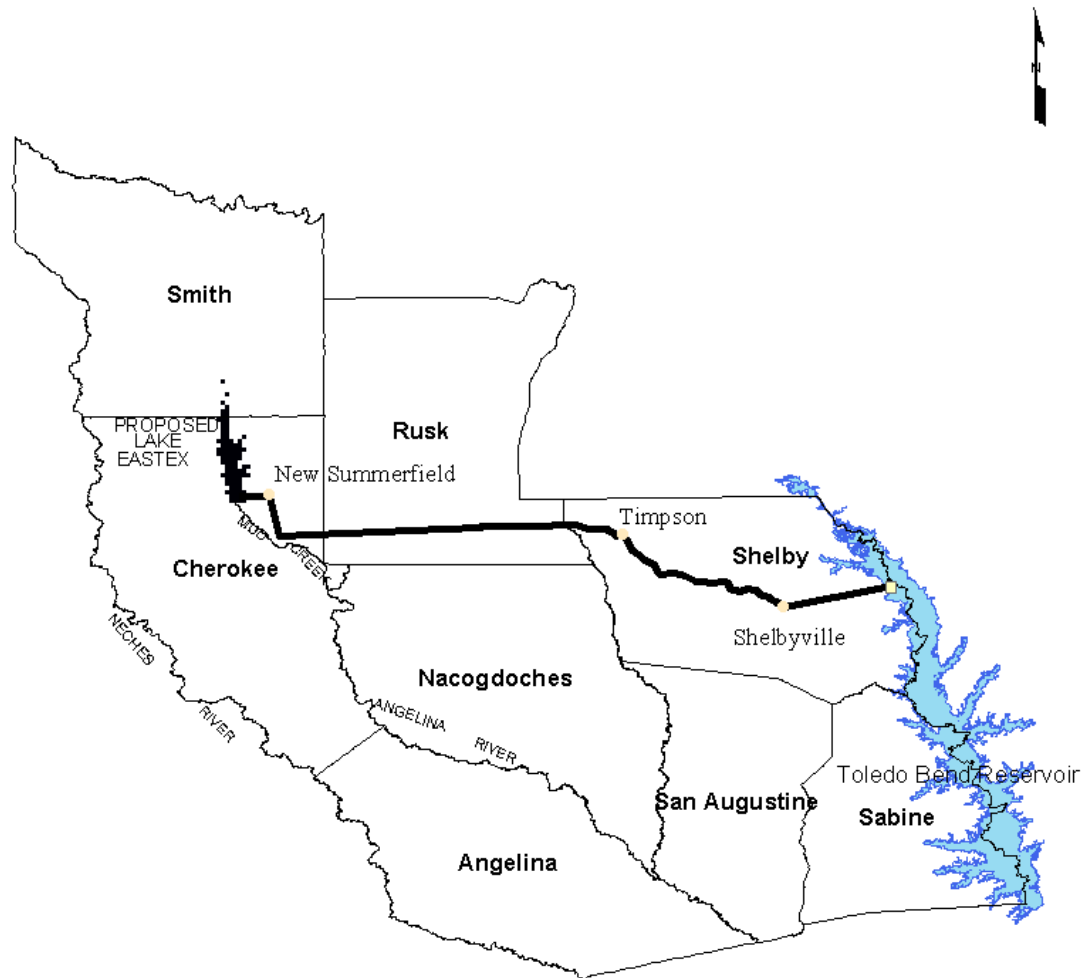 N
Smith
PROPOSED
LAKE
EASTEX
Rusk
New Summerfield
Timpson
MUD CREEK
Shelby
Cherokee
Shelbyville
NECHES
RIVER
Nacogdoches
ANGELINA
RIVER
Toledo Bend Reservoir
San Augustine
Sabine
Angelina